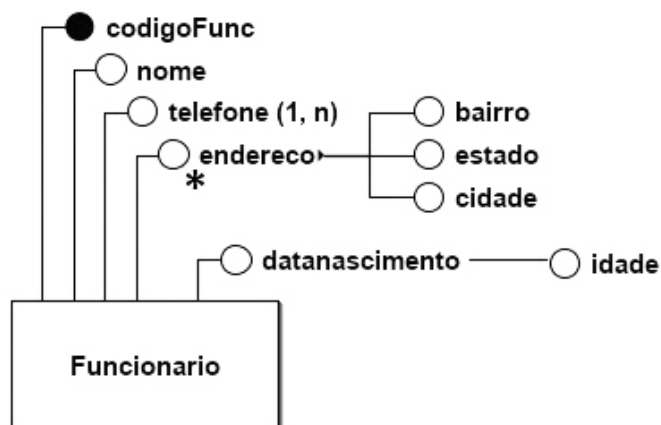 codigoFunc
nome
telefone (1, n)
endereco
*
bairro
estado
cidade
datanascimento
idade
Funcionario